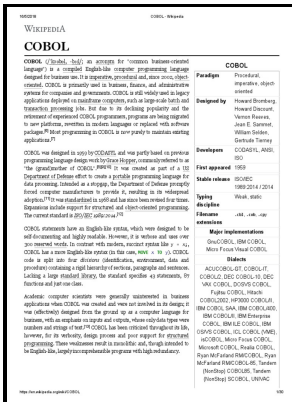 10/5/2018
COBOL - Wikipedia
WIKIPEDIA
COBOL
COBOL (/ˈkoʊbɒl, -bɔːl/; an acronym for "common business-oriented
language") is a compiled English-like computer programming language
designed for business use. It is imperative, procedural and, since 2002, object-
oriented. COBOL is primarily used in business, finance, and administrative
systems for companies and governments. COBOL is still widely used in legacy
applications deployed on mainframe computers, such as large-scale batch and
transaction processing jobs. But due to its declining popularity and the
retirement of experienced COBOL programmers, programs are being migrated
to new platforms, rewritten in modern languages or replaced with software
packages.[6] Most programming in COBOL is now purely to maintain existing
applications.[7]
COBOL was designed in 1959 by CODASYL and was partly based on previous
programming language design work by Grace Hopper, commonly referred to as
"the (grand)mother of COBOL".[8][9][10] It was created as part of a US
Department of Defense effort to create a portable programming language for
data processing. Intended as a stopgap, the Department of Defense promptly
forced computer manufacturers to provide it, resulting in its widespread
adoption.[11] It was standardized in 1968 and has since been revised four times.
Expansions include support for structured and object-oriented programming.
The current standard is ISO/IEC 1989:2014.[12]
COBOL statements have an English-like syntax, which was designed to be
self-documenting and highly readable. However, it is verbose and uses over
300 reserved words. In contrast with modern, succinct syntax like y = x;,
COBOL has a more English-like syntax (in this case, MOVE x TO y). COBOL
code is split into four divisions (identification, environment, data and
procedure) containing a rigid hierarchy of sections, paragraphs and sentences.
Lacking a large standard library, the standard specifies 43 statements, 87
functions and just one class.
Academic computer scientists were generally uninterested in business
applications when COBOL was created and were not involved in its design; it
was (effectively) designed from the ground up as a computer language for
business, with an emphasis on inputs and outputs, whose only data types were
numbers and strings of text.[13] COBOL has been criticized throughout its life,
however, for its verbosity, design process and poor support for structured
programming. These weaknesses result in monolithic and, though intended to
be English-like, largely incomprehensible programs with high redundancy.
COBOL
Paradigm Procedural,
imperative, object-
oriented
Designed by Howard Bromberg,
Howard Discount,
Vernon Reeves,
Jean E. Sammet,
William Selden,
Gertrude Tierney
Developers CODASYL, ANSI,
ISO
First appeared 1959
Stable release ISO/IEC
1989:2014 / 2014
Typing Weak, static
discipline
Filename .cbl, .cob, .cpy
extensions
Major implementations
GnuCOBOL, IBM COBOL,
Micro Focus Visual COBOL
Dialects
ACUCOBOL-GT, COBOL-IT,
COBOL/2, DEC COBOL-10, DEC
VAX COBOL, DOSVS COBOL,
Fujitsu COBOL, Hitachi
COBOL2002, HP3000 COBOL/II,
IBM COBOL SAA, IBM COBOL/400,
IBM COBOL/II, IBM Enterprise
COBOL, IBM ILE COBOL, IBM
OS/VS COBOL, ICL COBOL (VME),
isCOBOL, Micro Focus COBOL,
Microsoft COBOL, Realia COBOL,
Ryan McFarland RM/COBOL, Ryan
McFarland RM/COBOL-85, Tandem
(NonStop) COBOL85, Tandem
(NonStop) SCOBOL, UNIVAC
https://en.wikipedia.org/wiki/COBOL